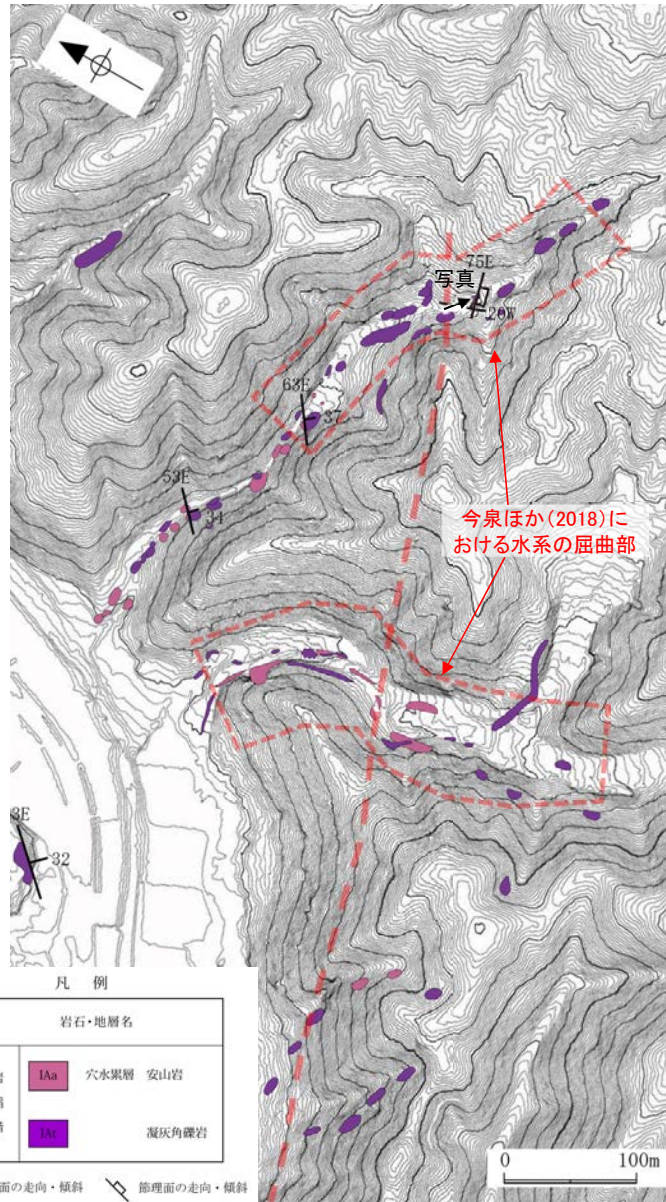 75E
写真
20W
63E
37
53E
34
今泉ほか(2018)に
おける水系の屈曲部
3E
32
凡 例
岩石・地層名
IAa 穴水累層 安山岩
IAt 凝灰角礫岩
面の走向・傾斜 節理面の走向・傾斜
0 100m